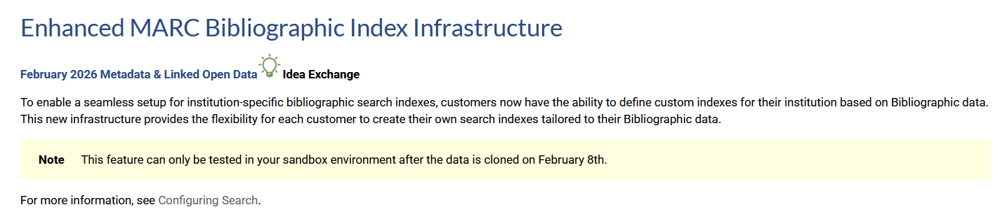 Enhanced MARC Bibliographic Index Infrastructure
February 2026 Metadata & Linked Open Data Idea Exchange
To enable a seamless setup for institution-specific bibliographic search indexes, customers now have the ability to define custom indexes for their institution based on Bibliographic data.
This new infrastructure provides the flexibility for each customer to create their own search indexes tailored to their Bibliographic data.
Note This feature can only be tested in your sandbox environment after the data is cloned on February 8th.
For more information, see Configuring Search.